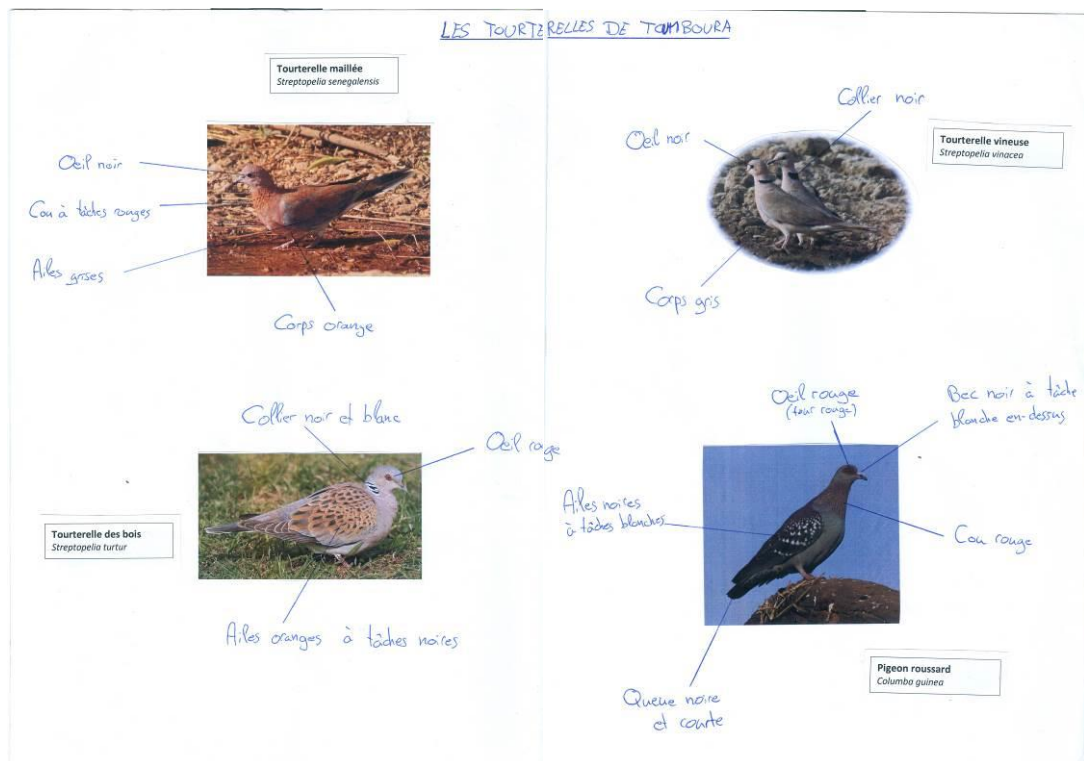 LES TOURTERELLES DE TOMBOURA
Tourterelle maillée
Streptopelia senegalensis
Oeil noir
Cou à tâches rouges
Ailes grises
Corps orange
Collier noir
Oeil noir
Tourterelle vineuse
Streptopelia vinacea
Corps gris
Collier noir et blanc
Oeil rouge
Tourterelle des bois
Streptopelia turtur
Ailes oranges à tâches noires
Oeil rouge
(tour rouge)
Bec noir à tâche
blanche en-dessus
Ailes noires
à tâches blanches
Cou rouge
Queue noire
et courte
Pigeon roussard
Columba guinea